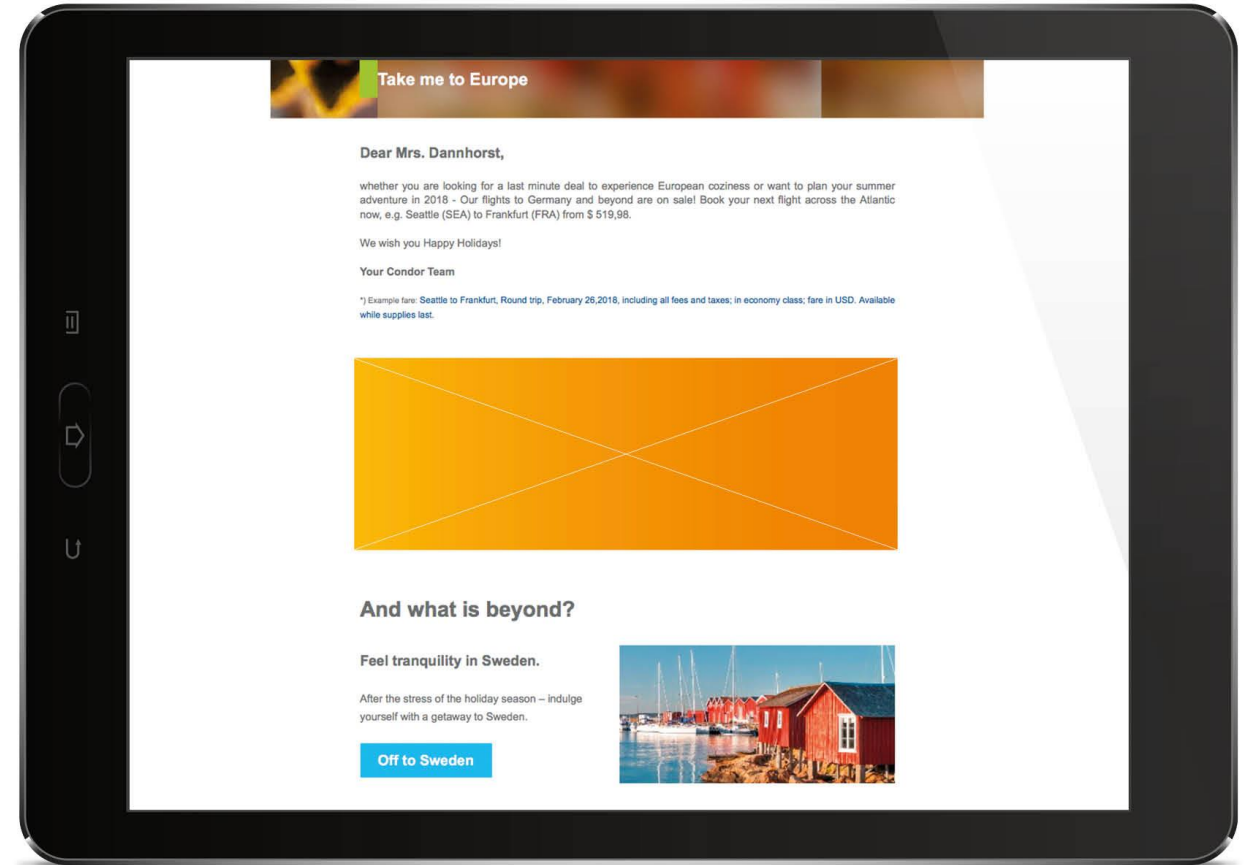 Take me to Europe
Dear Mrs. Dannhorst,
whether you are looking for a last minute deal to experience European coziness or want to plan your summer
adventure in 2018 - Our flights to Germany and beyond are on sale! Book your next flight across the Atlantic
now, e.g. Seattle (SEA) to Frankfurt (FRA) from $ 519,98.
We wish you Happy Holidays!
Your Condor Team
*) Example fare: Seattle to Frankfurt, Round trip, February 26,2018, including all fees and taxes; in economy class; fare in USD. Available
while supplies last.
And what is beyond?
Feel tranquility in Sweden.
After the stress of the holiday season – indulge
yourself with a getaway to Sweden.
Off to Sweden